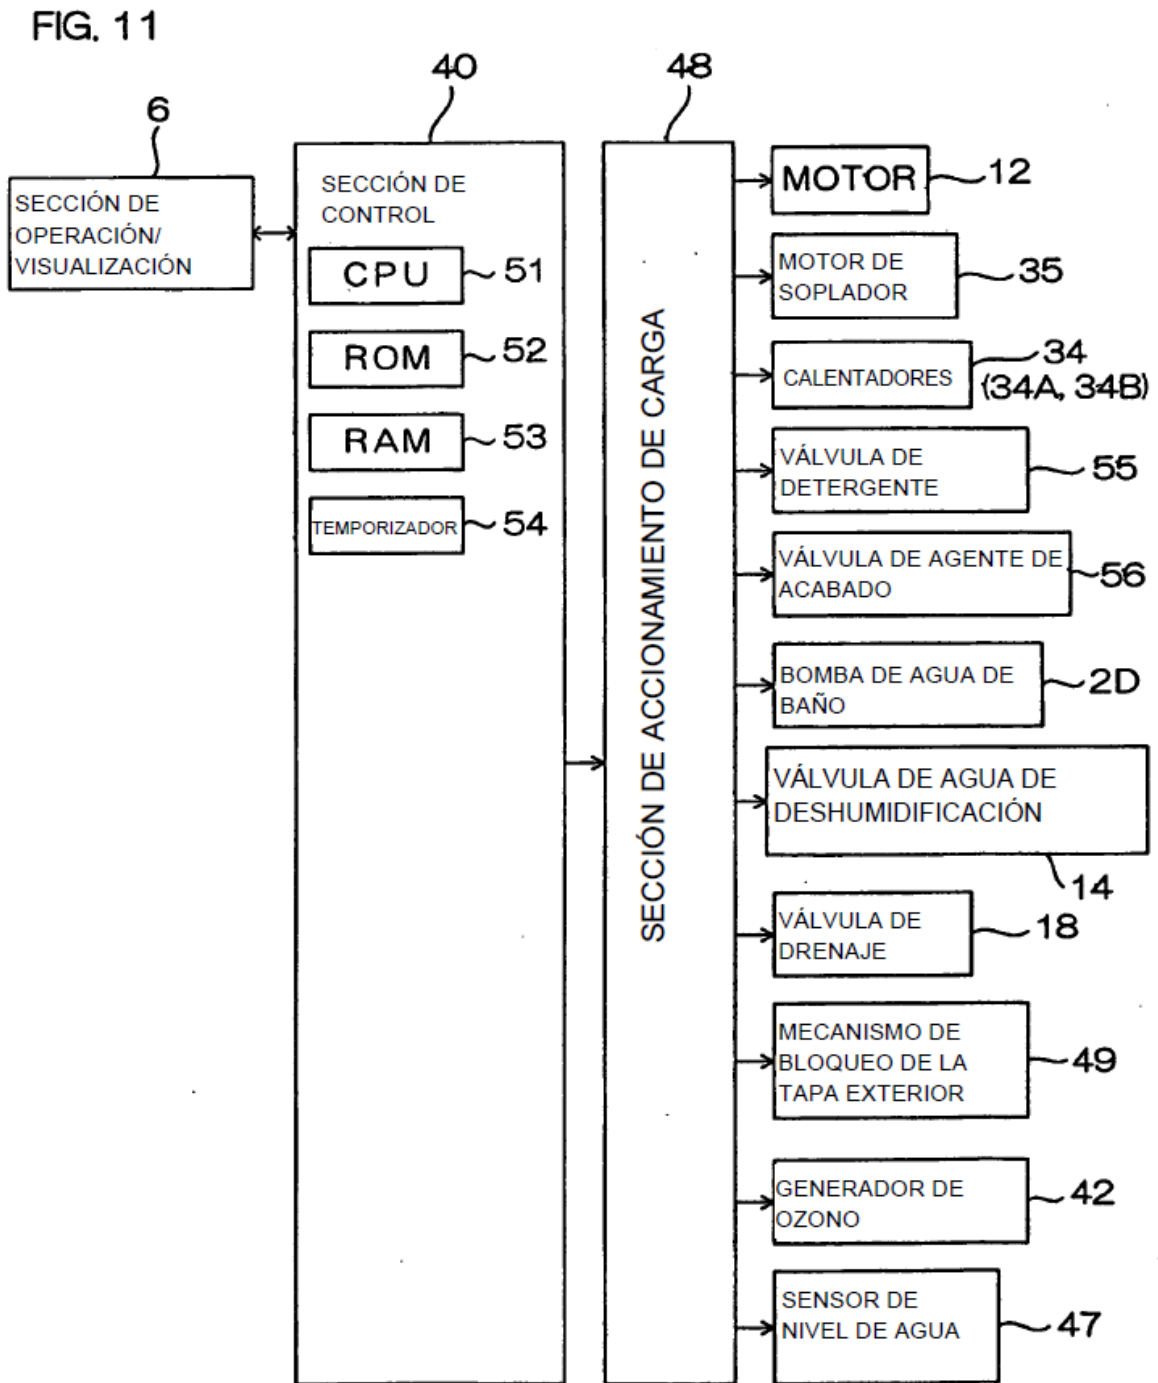 FIG. 11
6
40
48
SECCIÓN DE
OPERACIÓN/
VISUALIZACIÓN
SECCIÓN DE
CONTROL
CPU
51
ROM
52
RAM
53
TEMPORIZADOR
54
SECCIÓN DE ACCIONAMIENTO DE CARGA
MOTOR
12
MOTOR DE
SOPLADOR
35
CALENTADORES
34
(34A, 34B)
VÁLVULA DE
DETERGENTE
55
VÁLVULA DE AGENTE DE
ACABADO
56
BOMBA DE AGUA DE
BAÑO
2D
VÁLVULA DE AGUA DE
DESHUMIDIFICACIÓN
14
VÁLVULA DE
DRENAJE
18
MECANISMO DE
BLOQUEO DE LA
TAPA EXTERIOR
49
GENERADOR DE
OZONO
42
SENSOR DE
NIVEL DE AGUA
47